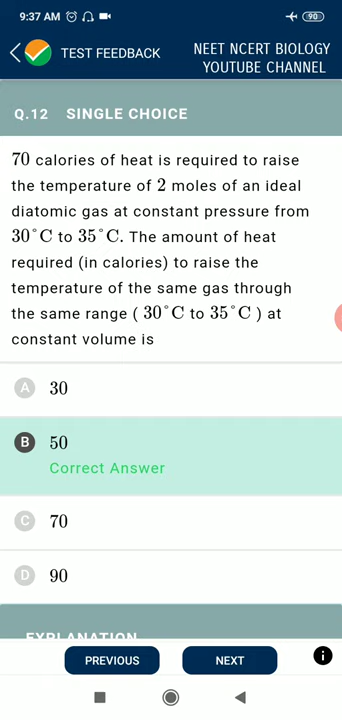 9:37 AM
90
TEST FEEDBACK
NEET NCERT BIOLOGY
YOUTUBE CHANNEL
Q.12 SINGLE CHOICE
70 calories of heat is required to raise
the temperature of 2 moles of an ideal
diatomic gas at constant pressure from
30°C to 35°C. The amount of heat
required (in calories) to raise the
temperature of the same gas through
the same range ( 30°C to 35°C ) at
constant volume is
A 30
B 50
Correct Answer
C 70
D 90
EXPLANATION
PREVIOUS
NEXT
i